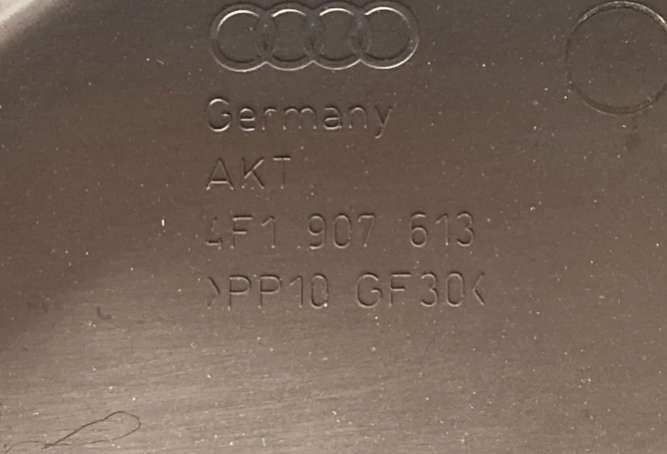 Germany
AKT
4F1 907 613
>PP10 GF30<